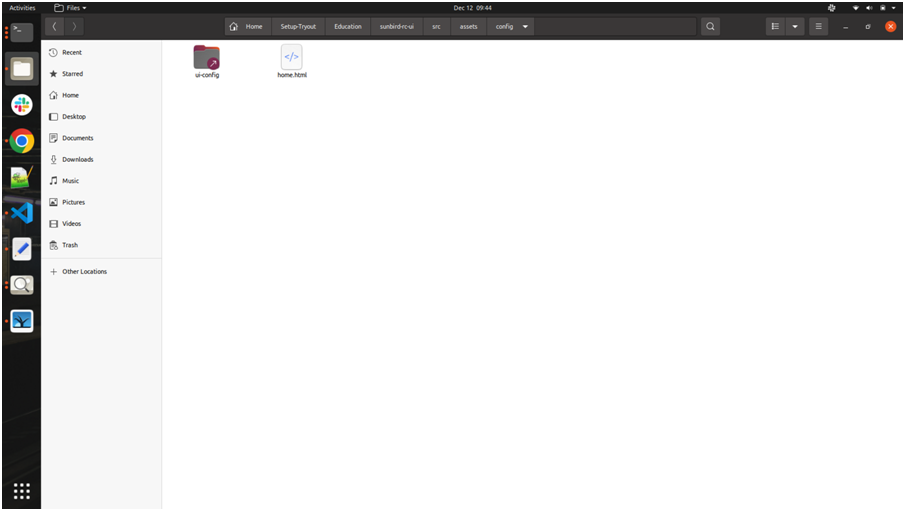 Activities Files Dec 12 09:44
Home Setup-Tryout Education sunbird-rc-ui src assets config
Recent
Starred
Home
Desktop
Documents
Downloads
Music
Pictures
Videos
Trash
Other Locations
ui-config home.html